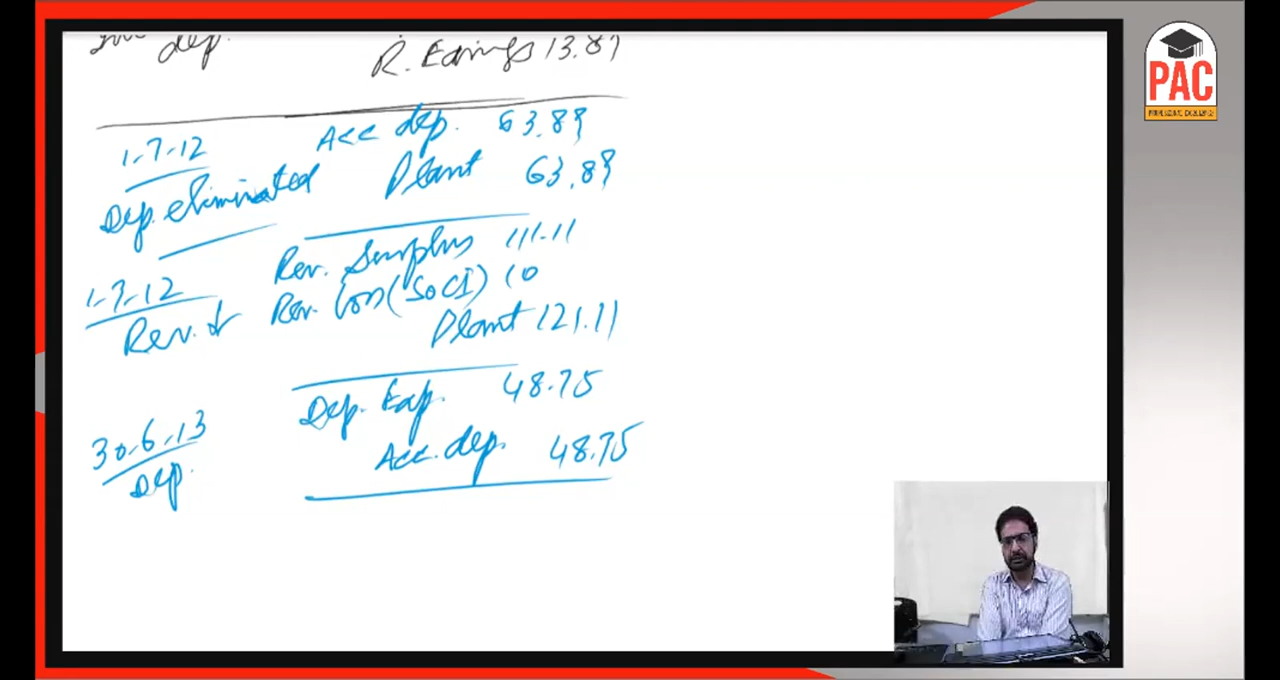 dep.
R. Earnings 13.89
1.7.12 Acc dep. 63.89
Dep. eliminated Plant 63.89
Rev. Surplus 111.11
1.7.12 Rev. Loss (SOCI) 10
Rev. ↓ Plant 121.11
Dep. Exp. 48.75
30.6.13 Acc. dep. 48.75
Dep.
PAC